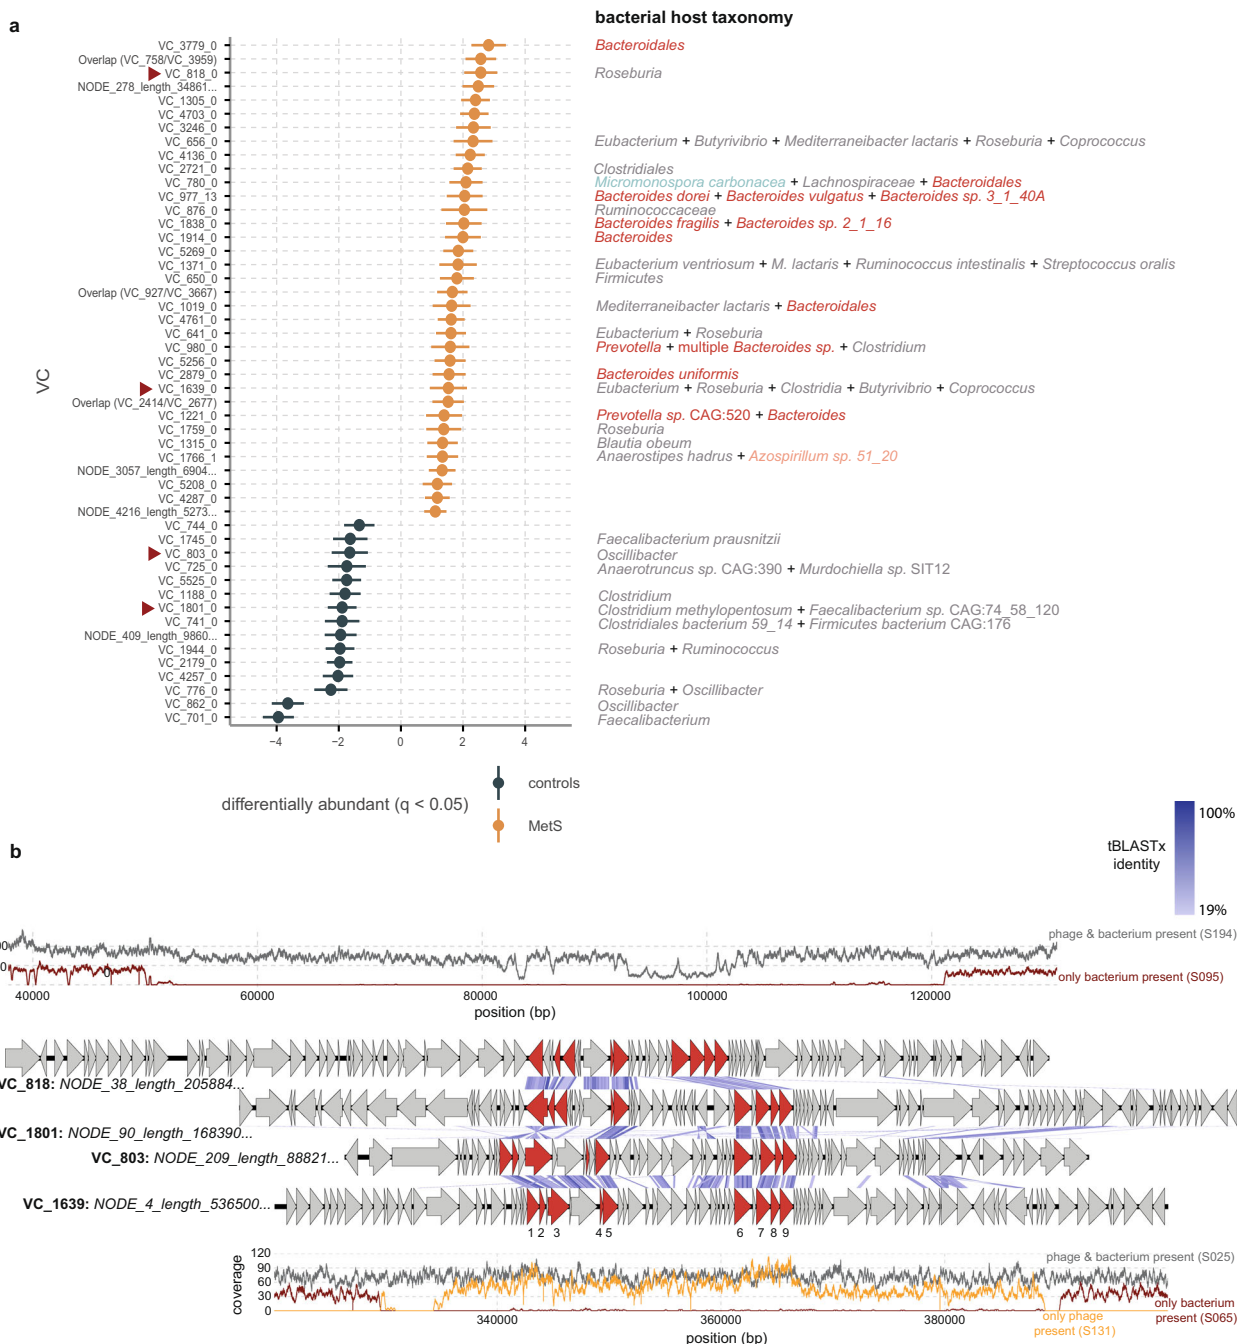 a
bacterial host taxonomy
VC_3779_0 Bacteroidales
Overlap (VC_758/VC_3959)
VC_818_0 Roseburia
NODE_278_length_34861...
VC_1305_0
VC_4703_0
VC_3246_0
VC_656_0 Eubacterium + Butyrivibrio + Mediterraneibacter lactaris + Roseburia + Coprococcus
VC_4136_0
VC_2721_0 Clostridiales
VC_780_0 Micromonospora carbonacea + Lachnospiraceae + Bacteroidales
VC_977_13 Bacteroides dorei + Bacteroides vulgatus + Bacteroides sp. 3_1_40A
VC_876_0 Ruminococcaceae
VC_1838_0 Bacteroides fragilis + Bacteroides sp. 2_1_16
VC_1914_0 Bacteroides
VC_5269_0
VC_1371_0 Eubacterium ventriosum + M. lactaris + Ruminococcus intestinalis + Streptococcus oralis
VC_650_0 Firmicutes
Overlap (VC_927/VC_3667)
VC_1019_0 Mediterraneibacter lactaris + Bacteroidales
VC_4761_0
VC_641_0 Eubacterium + Roseburia
VC_980_0 Prevotella + multiple Bacteroides sp. + Clostridium
VC_5256_0
VC_2879_0 Bacteroides uniformis
VC_1639_0 Eubacterium + Roseburia + Clostridia + Butyrivibrio + Coprococcus
Overlap (VC_2414/VC_2677)
VC_1221_0 Prevotella sp. CAG:520 + Bacteroides
VC_1759_0 Roseburia
VC_1315_0 Blautia obeum
VC_1766_1 Anaerostipes hadrus + Azospirillum sp. 51_20
NODE_3057_length_6904...
VC_5208_0
VC_4287_0
NODE_4216_length_5273...
VC_744_0
VC_1745_0 Faecalibacterium prausnitzii
VC_803_0 Oscillibacter
VC_725_0 Anaerotruncus sp. CAG:390 + Murdochiella sp. SIT12
VC_5525_0
VC_1188_0 Clostridium
VC_1801_0 Clostridium methylopentosum + Faecalibacterium sp. CAG:74_58_120
VC_741_0 Clostridiales bacterium 59_14 + Firmicutes bacterium CAG:176
NODE_409_length_9860...
VC_1944_0 Roseburia + Ruminococcus
VC_2179_0
VC_4257_0
VC_776_0 Roseburia + Oscillibacter
VC_862_0 Oscillibacter
VC_701_0 Faecalibacterium
VC
−4 −2 0 2 4
differentially abundant (q < 0.05)
controls
MetS
b
tBLASTx
identity
100%
19%
phage & bacterium present (S194)
0
only bacterium present (S095)
40000 60000 80000 100000 120000
position (bp)
VC_818: NODE_38_length_205884...
VC_1801: NODE_90_length_168390...
VC_803: NODE_209_length_88821...
VC_1639: NODE_4_length_536500...
1 2 3 4 5 6 7 8 9
coverage
120
90
60
30
0
phage & bacterium present (S025)
only bacterium
present (S065)
only phage
present (S131)
340000 360000 380000
position (bp)